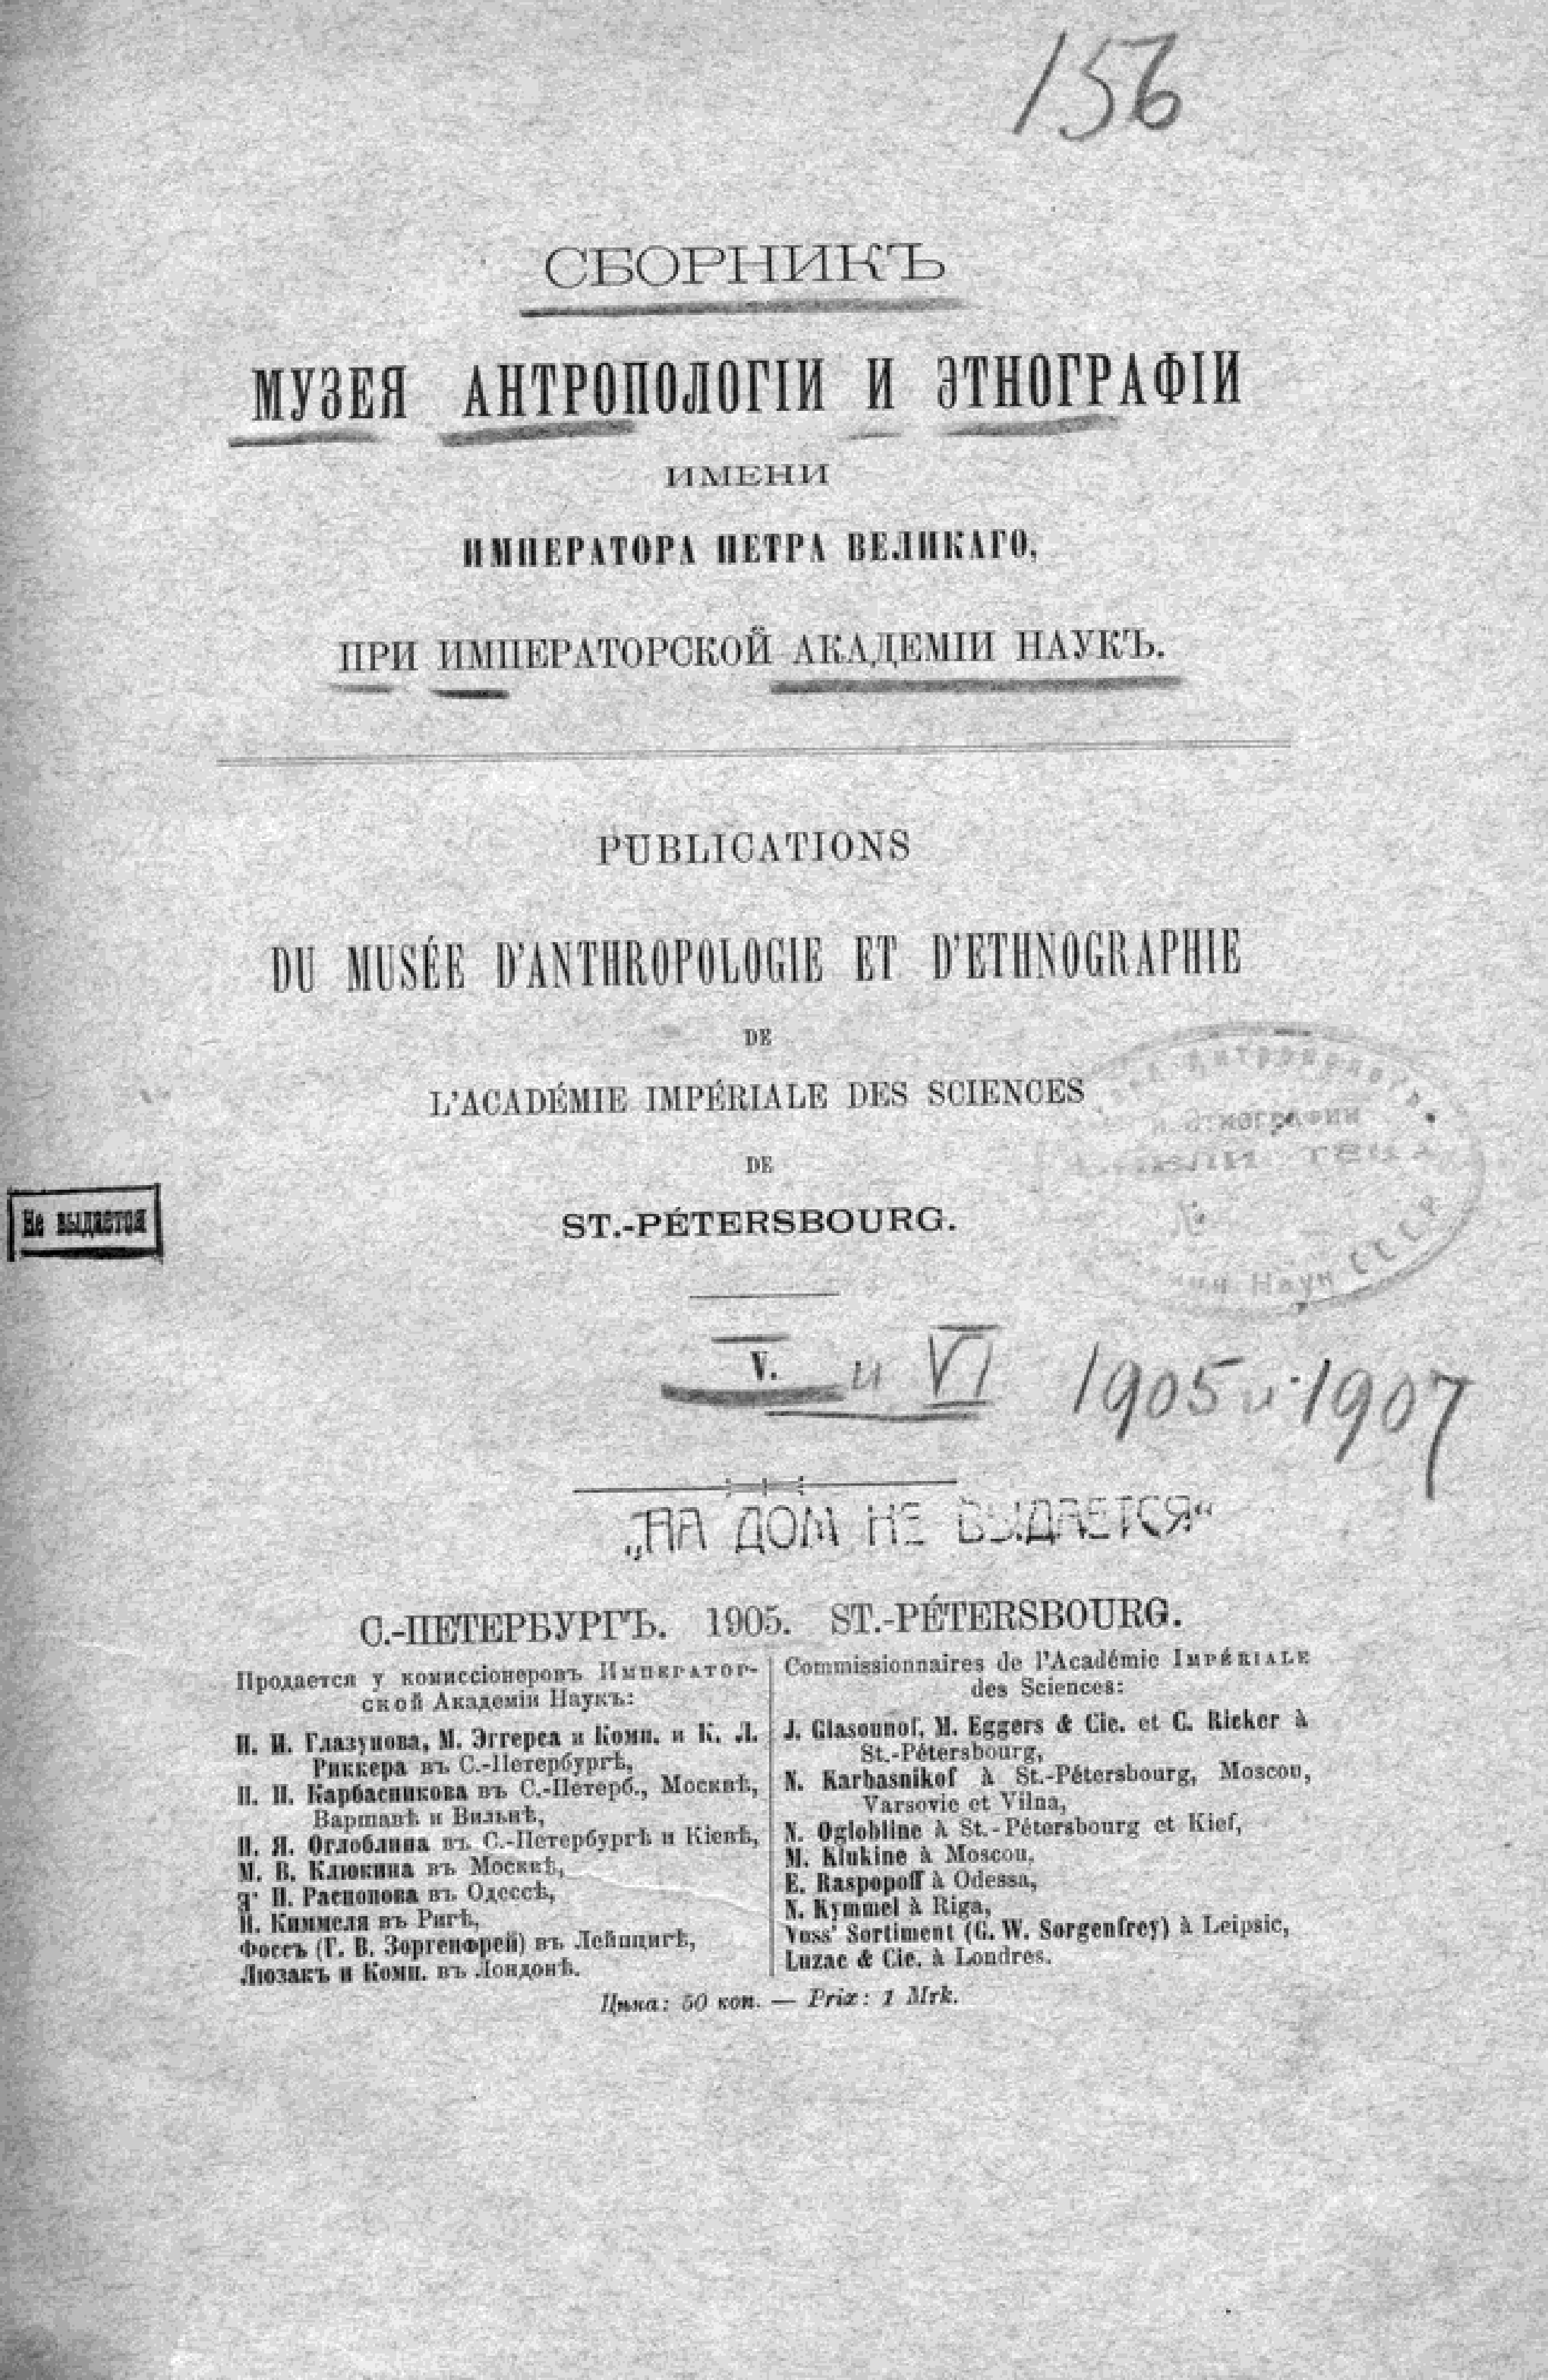 156
СБОРНИКЪ
МУЗЕЯ АНТРОПОЛОГІИ И ЭТНОГРАФІИ
ИМЕНИ
ИМПЕРАТОРА ПЕТРА ВЕЛИКАГО,
ПРИ ИМПЕРАТОРСКОЙ АКАДЕМІИ НАУКЪ.
PUBLICATIONS
DU MUSÉE D'ANTHROPOLOGIE ET D'ETHNOGRAPHIE
DE
L'ACADÉMIE IMPÉRIALE DES SCIENCES
DE
ST.-PÉTERSBOURG.
и Этнографии
Наук СССР
Не выдается
V. и VI 1905 и 1907
„НА ДОМ НЕ ВЫДАЕТСЯ“
С.-ПЕТЕРБУРГЪ. 1905. ST.-PÉTERSBOURG.
Продается у комиссіонеровъ Император-
ской Академіи Наукъ:
И. И. Глазунова, М. Эггерса и Комп. и К. Л.
Риккера въ С.-Петербургѣ,
Н. П. Карбасникова въ С.-Петерб., Москвѣ,
Варшавѣ и Вильнѣ,
Н. Я. Оглоблина въ С.-Петербургѣ и Кіевѣ,
М. В. Клюкина въ Москвѣ,
Я. П. Распопова въ Одессѣ,
Н. Киммеля въ Ригѣ,
Фоссъ (Г. В. Зоргенфрей) въ Лейпцигѣ,
Люзакъ и Комп. въ Лондонѣ.
Commissionnaires de l'Académie Impériale
des Sciences:
J. Glasounof, M. Eggers & Cie. et C. Ricker à
St.-Pétersbourg,
N. Karbasnikof à St.-Pétersbourg, Moscou,
Varsovie et Vilna,
N. Oglobline à St.-Pétersbourg et Kief,
M. Klukine à Moscou,
E. Raspopoff à Odessa,
N. Kymmel à Riga,
Voss' Sortiment (G. W. Sorgenfrey) à Leipsic,
Luzac & Cie. à Londres.
Цѣна: 50 коп. — Prix: 1 Mrk.